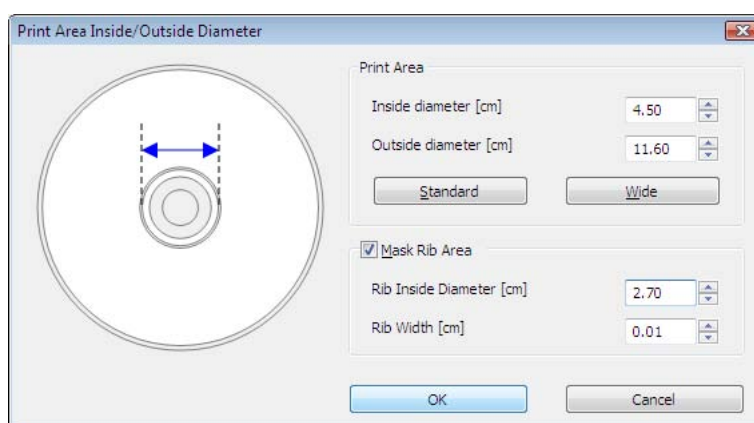 Print Area Inside/Outside Diameter
Print Area
Inside diameter [cm] 4.50
Outside diameter [cm] 11.60
Standard Wide
Mask Rib Area
Rib Inside Diameter [cm] 2.70
Rib Width [cm] 0.01
OK Cancel